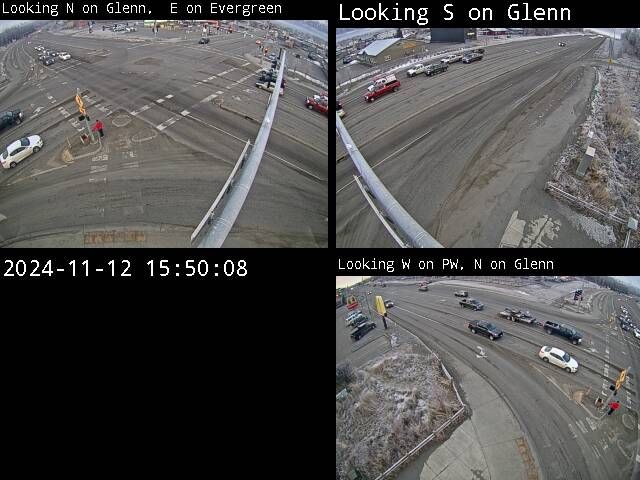 Looking N on Glenn, E on Evergreen
Looking S on Glenn
2024-11-12 15:50:08
Looking W on PW, N on Glenn